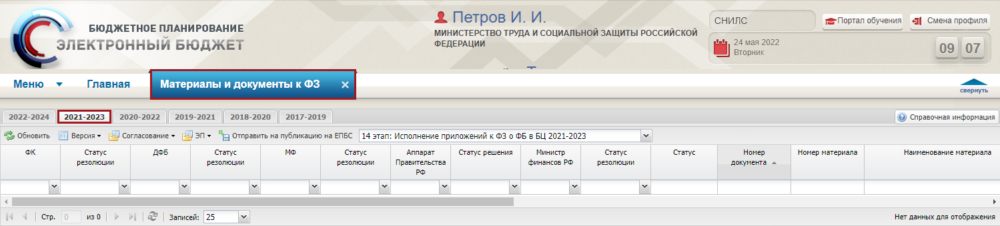 БЮДЖЕТНОЕ ПЛАНИРОВАНИЕ
ЭЛЕКТРОННЫЙ БЮДЖЕТ
Петров И. И.
МИНИСТЕРСТВО ТРУДА И СОЦИАЛЬНОЙ ЗАЩИТЫ РОССИЙСКОЙ
ФЕДЕРАЦИИ
СНИЛС
Портал обучения
Смена профиля
24 мая 2022
Вторник
09 07
Меню
Главная
Материалы и документы к ФЗ
свернуть
2022-2024 2021-2023 2020-2022 2019-2021 2018-2020 2017-2019
Справочная информация
Обновить Версия Согласование ЭП Отправить на публикацию на ЕПБС 14 этап: Исполнение приложений к ФЗ о ФБ в БЦ 2021-2023
ФК
Статус
резолюции
ДФБ
Статус
резолюции
МФ
Статус
резолюции
Аппарат
Правительства
РФ
Статус решения
Министр
финансов РФ
Статус
резолюции
Статус
Номер
документа
Номер материала
Наименование материала
Стр. 0 из 0 Записей: 25
Нет данных для отображения